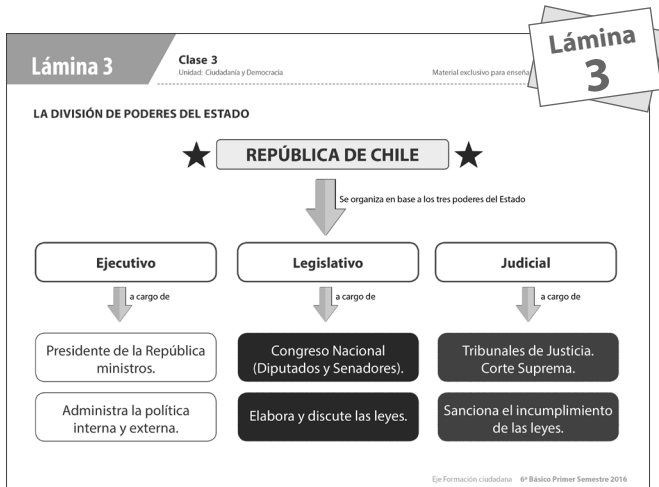 Lámina 3
Clase 3
Unidad: Ciudadanía y Democracia
Material exclusivo para
Lámina
3
LA DIVISIÓN DE PODERES DEL ESTADO
REPÚBLICA DE CHILE
Se organiza en base a los tres poderes del Estado
Ejecutivo
Legislativo
Judicial
a cargo de
a cargo de
a cargo de
Presidente de la República
ministros.
Congreso Nacional
(Diputados y Senadores).
Tribunales de Justicia.
Corte Suprema.
Administra la política
interna y externa.
Elabora y discute las leyes.
Sanciona el incumplimiento
de las leyes.
Eje Formación ciudadana 6º Básico Primer Semestre 2016